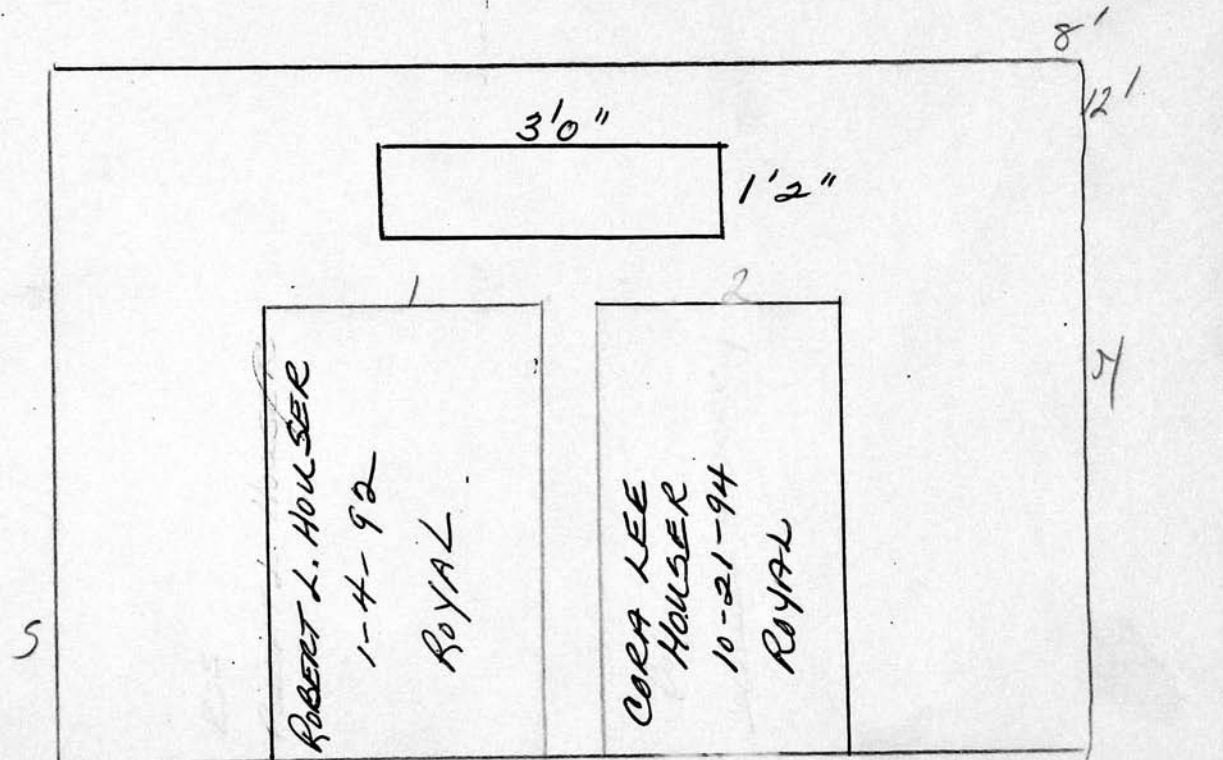 8'
12'
3'0"
1'2"
1
2
ROBERT L. HOUSER
1-4-92
ROYAL
CORA LEE
HOUSER
10-21-94
ROYAL
S